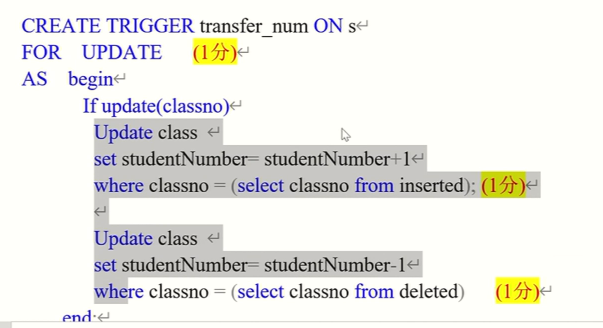 CREATE TRIGGER transfer_num ON s↵
FOR UPDATE (1分)↵
AS begin↵
If update(classno)↵
Update class ↵
set studentNumber= studentNumber+1↵
where classno = (select classno from inserted); (1分)↵
↵
Update class ↵
set studentNumber= studentNumber-1↵
where classno = (select classno from deleted) (1分)↵
end;↵